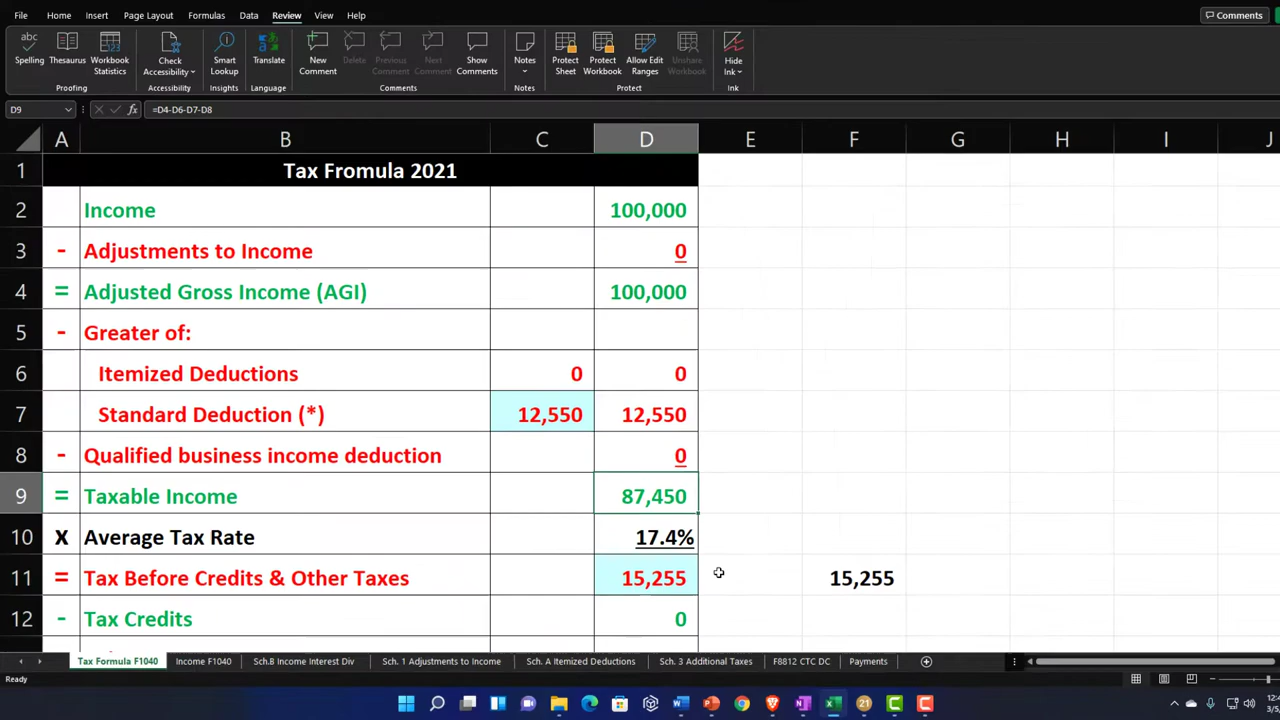 File Home Insert Page Layout Formulas Data Review View Help Comments
abc
Spelling Thesaurus Workbook Statistics Check Accessibility Smart Lookup Translate New Comment Delete Previous Comment Next Comment Show Comments Notes Protect Sheet Protect Workbook Allow Edit Ranges Unshare Workbook Hide Ink
Proofing Accessibility Insights Language Comments Notes Protect Ink
D9 fx =D4-D6-D7-D8
A B C D E F G H I J
1 Tax Fromula 2021
2 Income 100,000
3 - Adjustments to Income 0
4 = Adjusted Gross Income (AGI) 100,000
5 - Greater of:
6 Itemized Deductions 0 0
7 Standard Deduction (*) 12,550 12,550
8 - Qualified business income deduction 0
9 = Taxable Income 87,450
10 X Average Tax Rate 17.4%
11 = Tax Before Credits & Other Taxes 15,255 15,255
12 - Tax Credits 0
Tax Formula F1040 Income F1040 Sch.B Income Interest Div Sch. 1 Adjustments to Income Sch. A Itemized Deductions Sch. 3 Additional Taxes F8812 CTC DC Payments
Ready
21